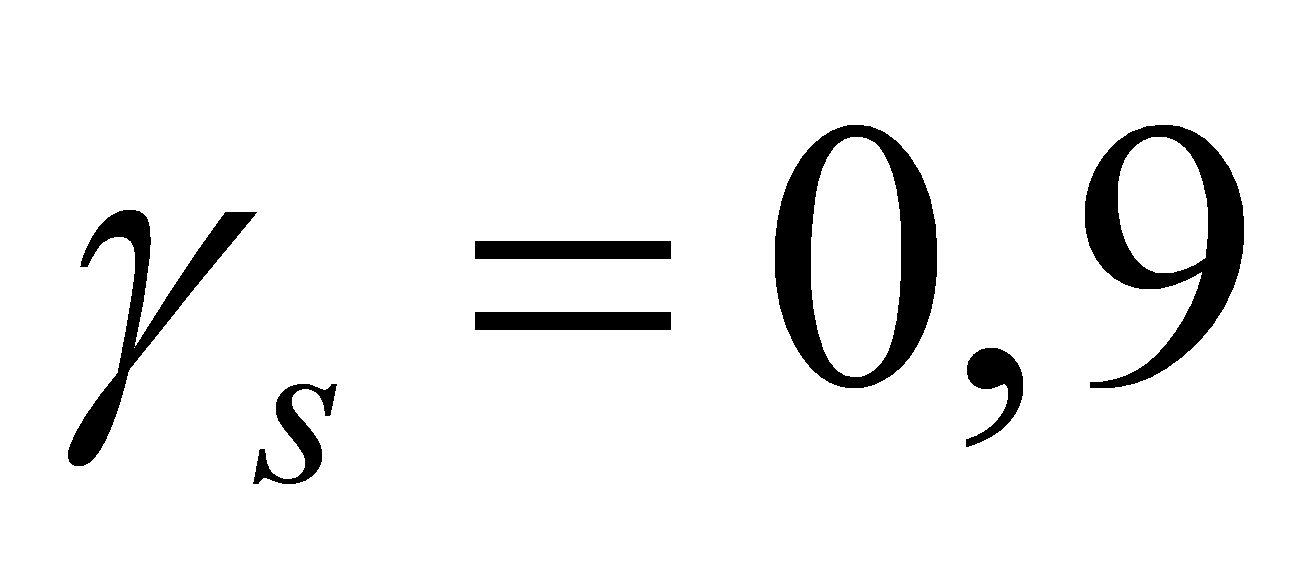 γₛ = 0,9